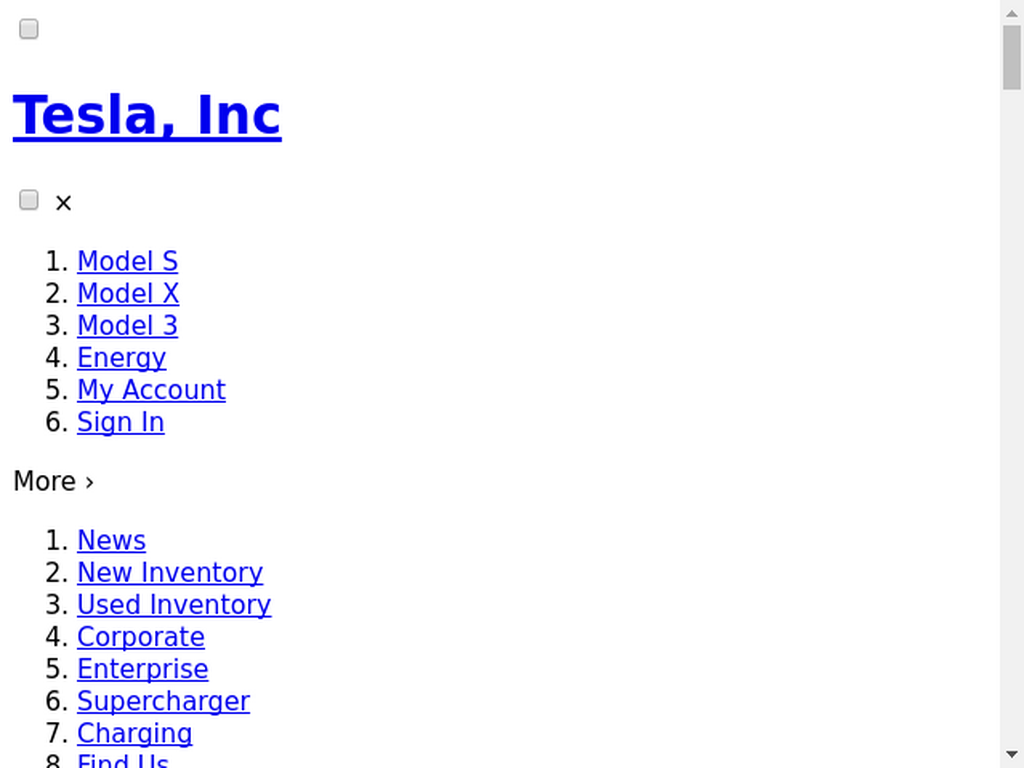 Tesla, Inc
×
1. Model S
2. Model X
3. Model 3
4. Energy
5. My Account
6. Sign In
More ›
1. News
2. New Inventory
3. Used Inventory
4. Corporate
5. Enterprise
6. Supercharger
7. Charging
8. Find Us